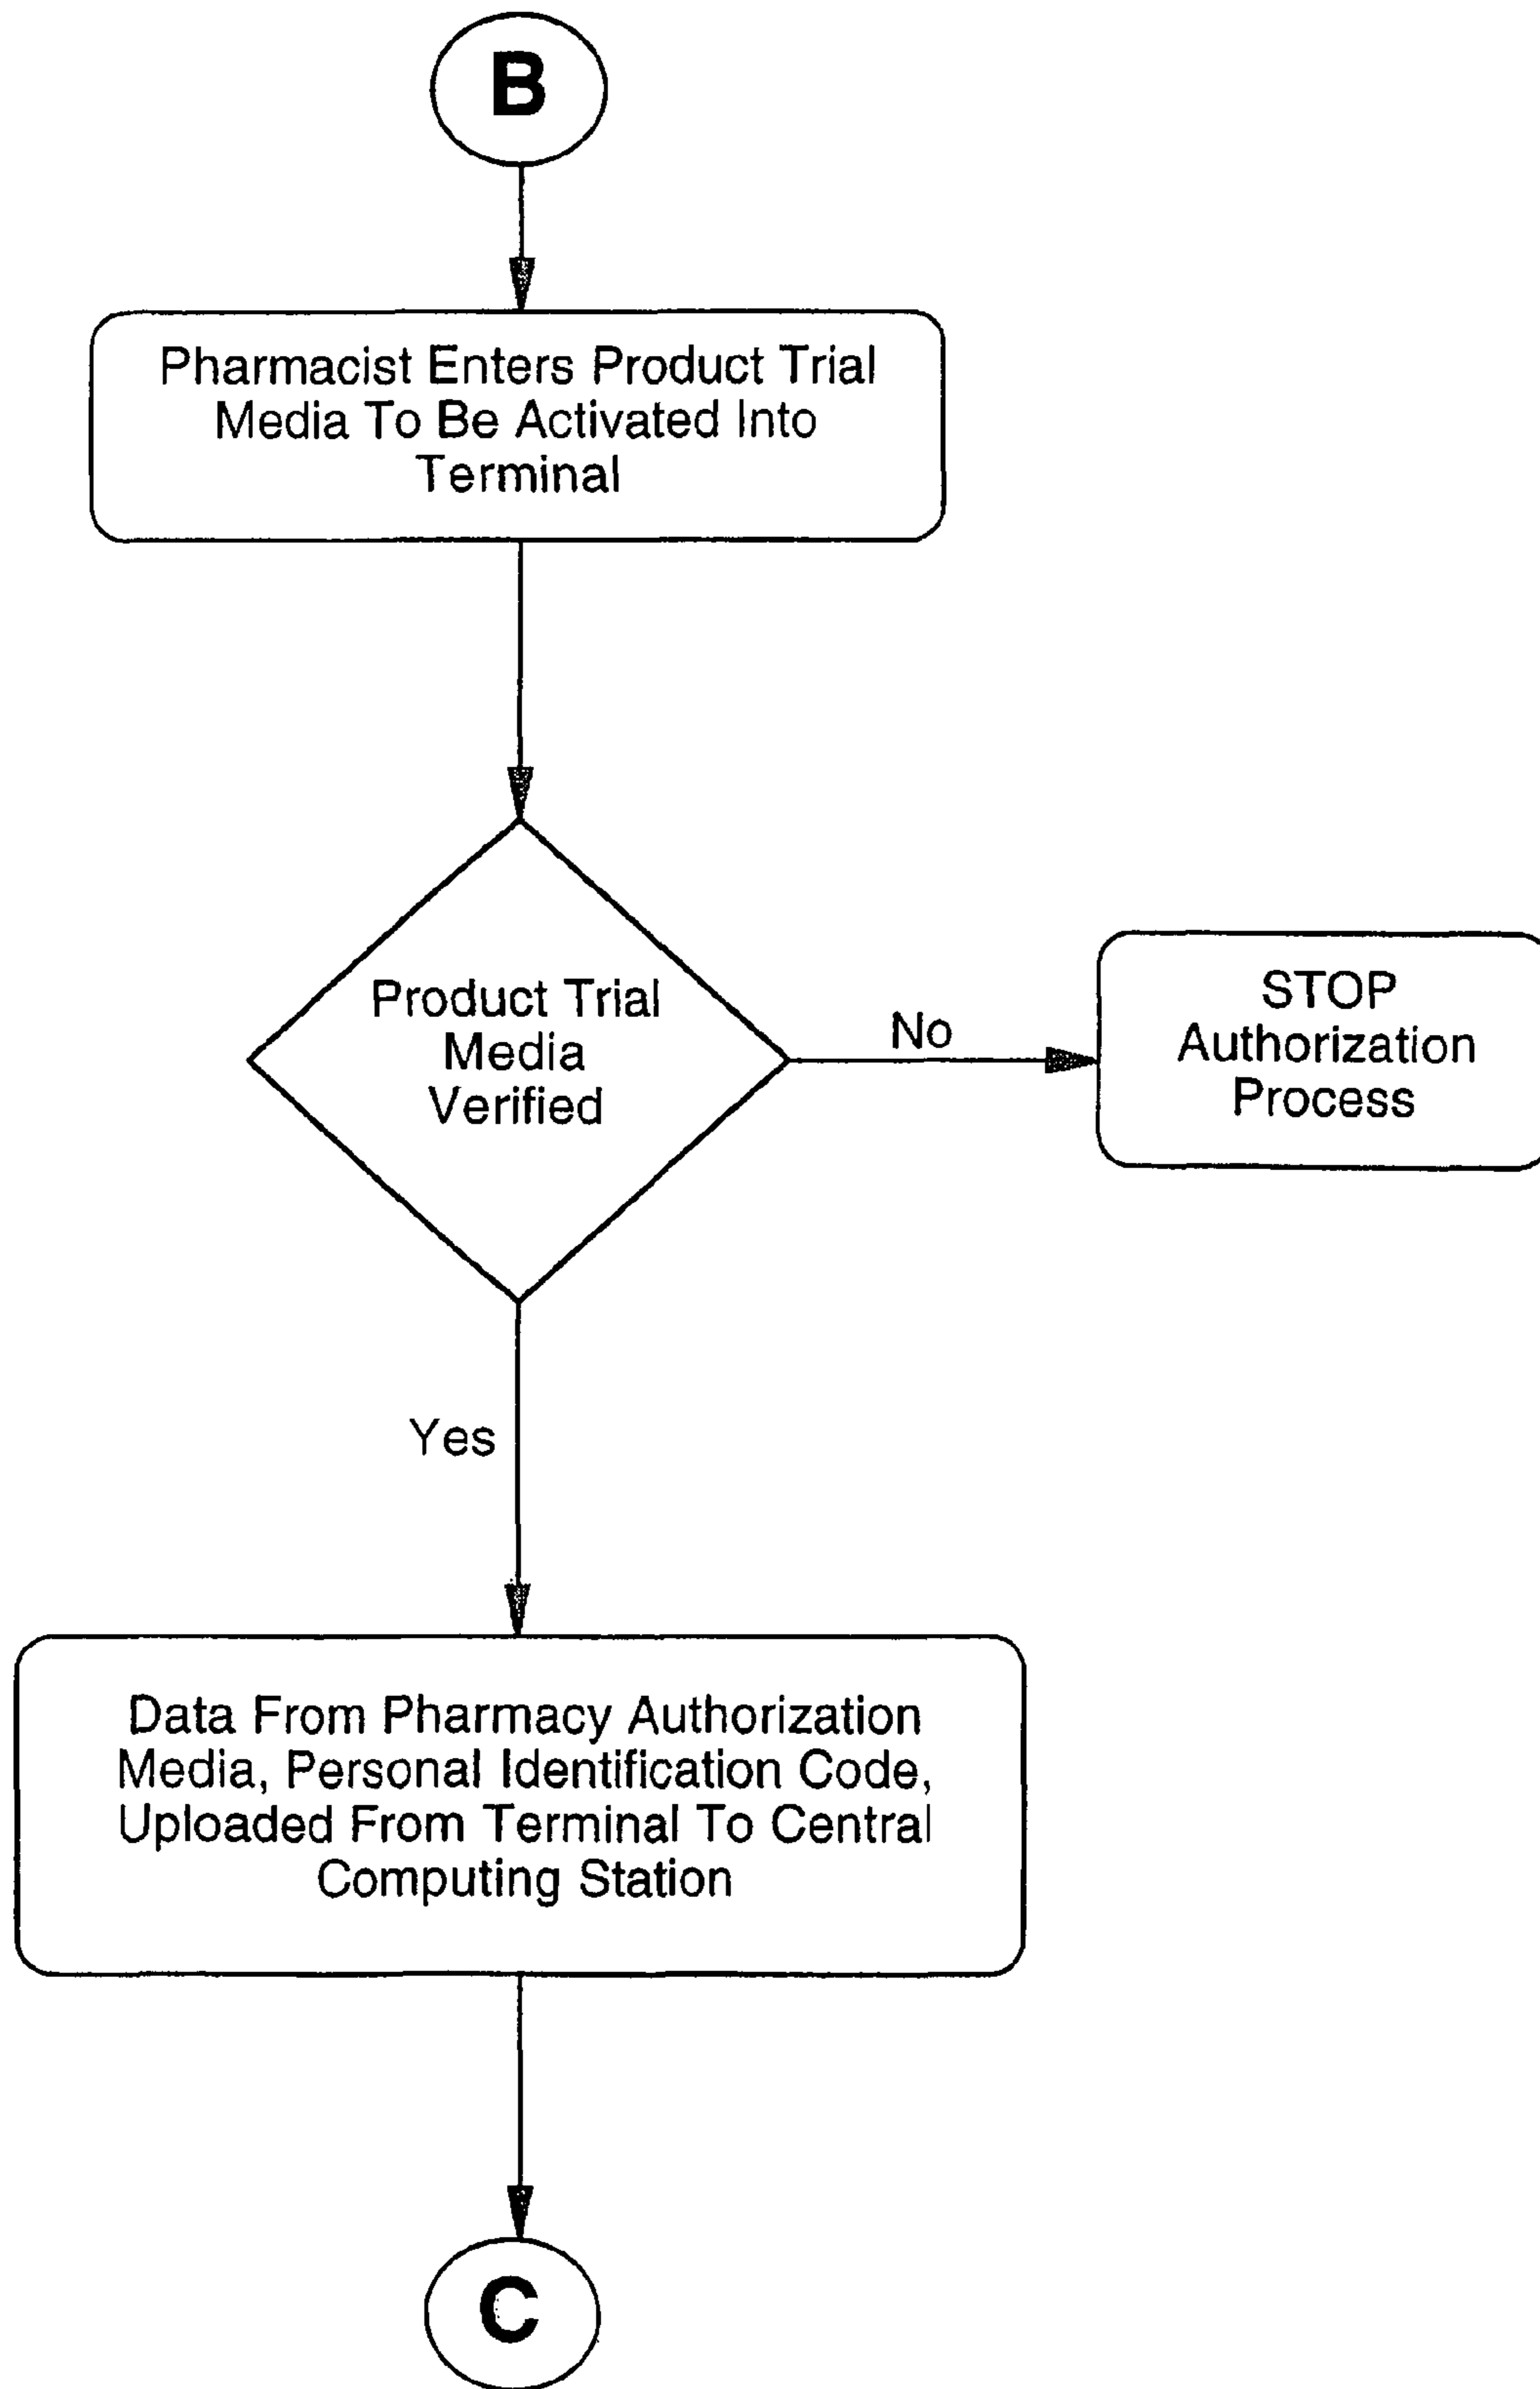 B
Pharmacist Enters Product Trial
Media To Be Activated Into
Terminal
Product Trial
Media
Verified
No
STOP
Authorization
Process
Yes
Data From Pharmacy Authorization
Media, Personal Identification Code,
Uploaded From Terminal To Central
Computing Station
C